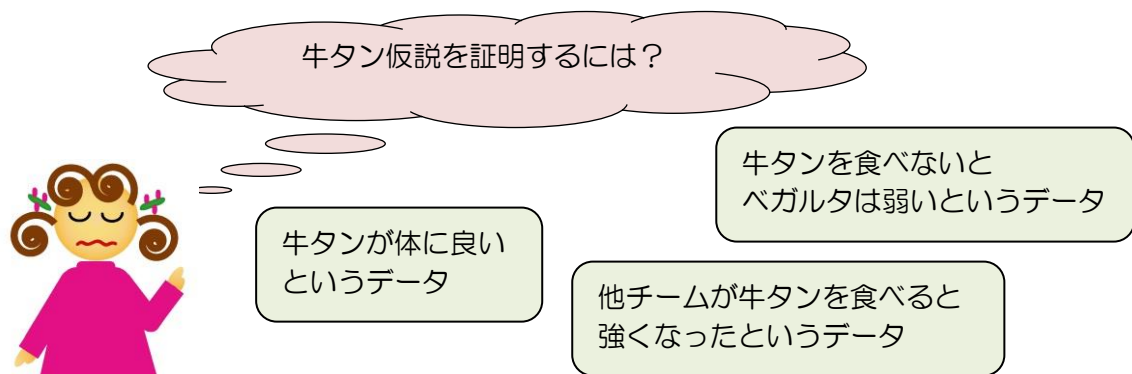 牛タン仮説を証明するには？
牛タンを食べないと
ベガルタは弱いというデータ
牛タンが体に良い
というデータ
他チームが牛タンを食べると
強くなったというデータ